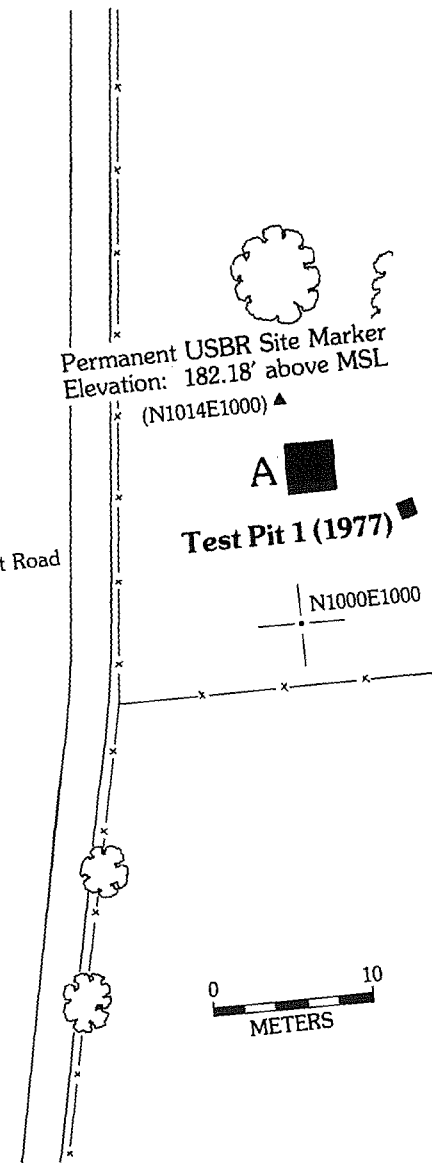 Permanent USBR Site Marker
Elevation: 182.18' above MSL
(N1014E1000)
A
Test Pit 1 (1977)
t Road
N1000E1000
0 10
METERS